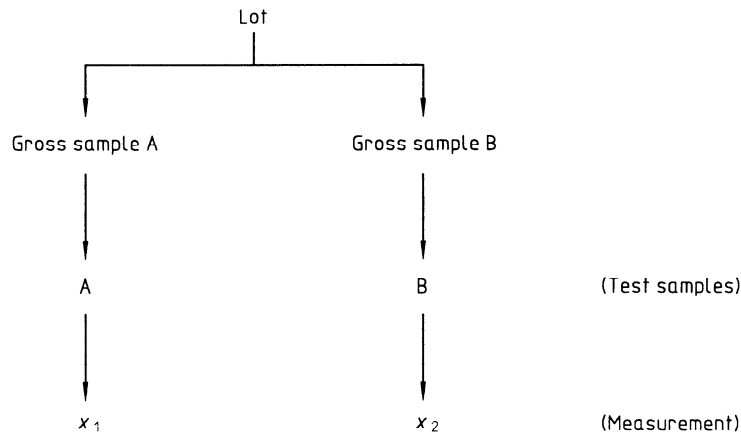 Lot
Gross sample A Gross sample B
A B (Test samples)
x₁ x₂ (Measurement)